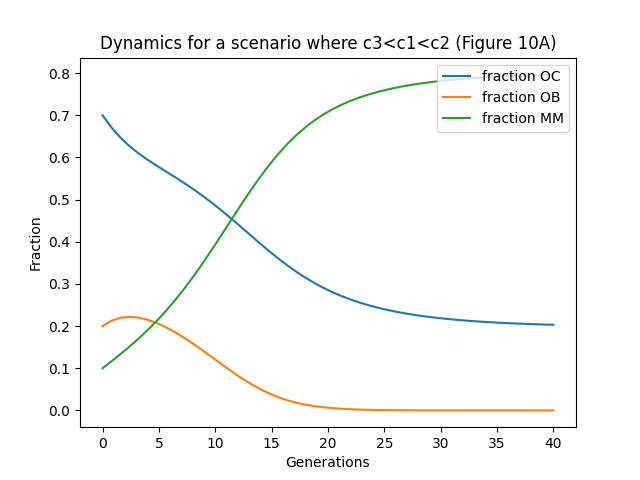 Dynamics for a scenario where c3<c1<c2 (Figure 10A)
fraction OC
fraction OB
fraction MM
Fraction
0.8
0.7
0.6
0.5
0.4
0.3
0.2
0.1
0.0
0 5 10 15 20 25 30 35 40
Generations